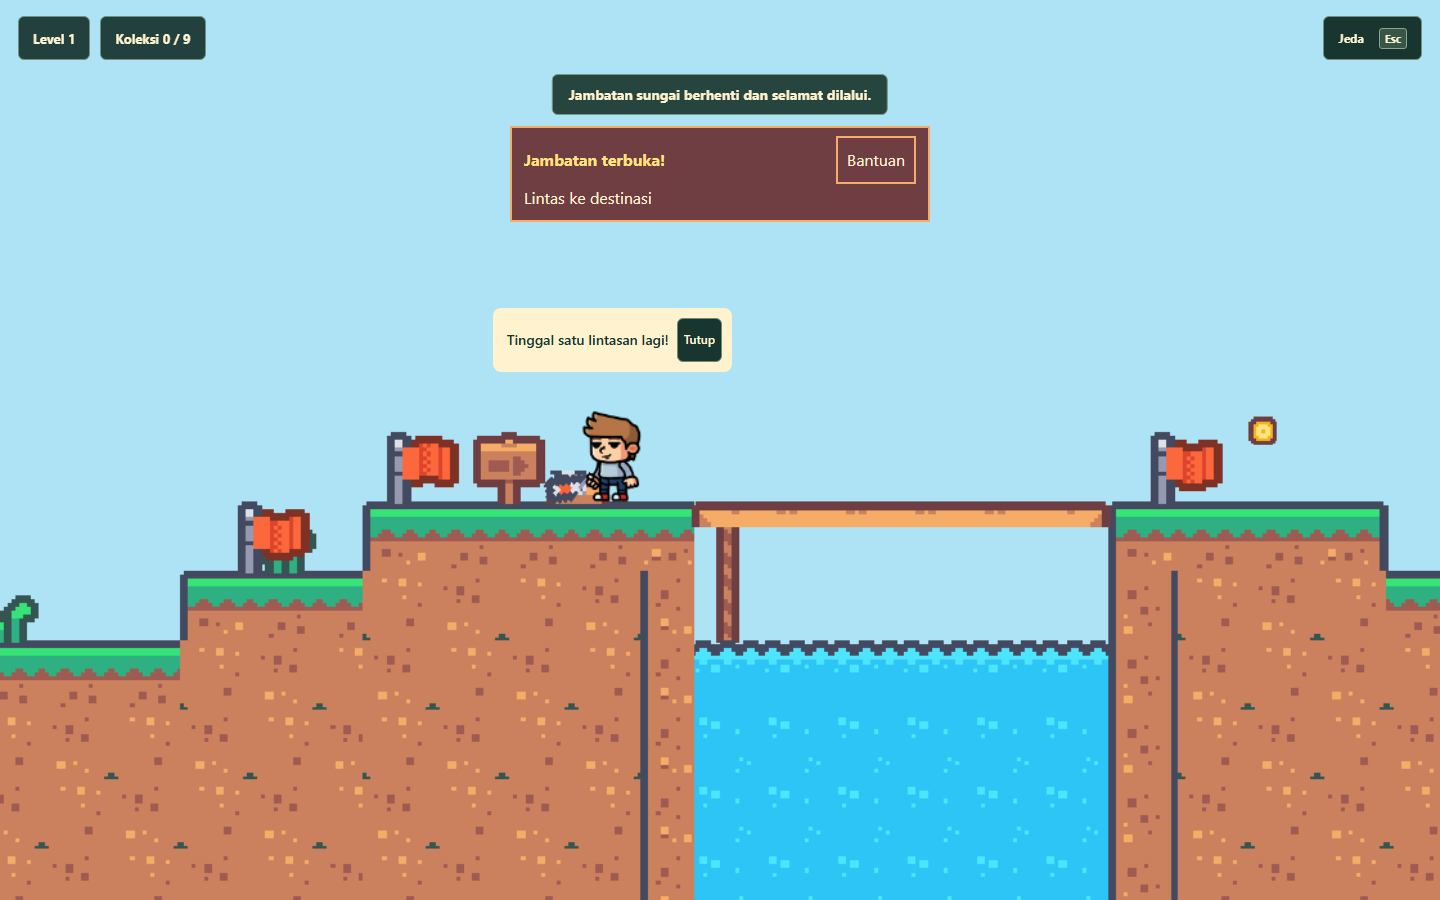 Level 1
Koleksi 0 / 9
Jeda Esc
Jambatan sungai berhenti dan selamat dilalui.
Jambatan terbuka!
Bantuan
Lintas ke destinasi
Tinggal satu lintasan lagi!
Tutup